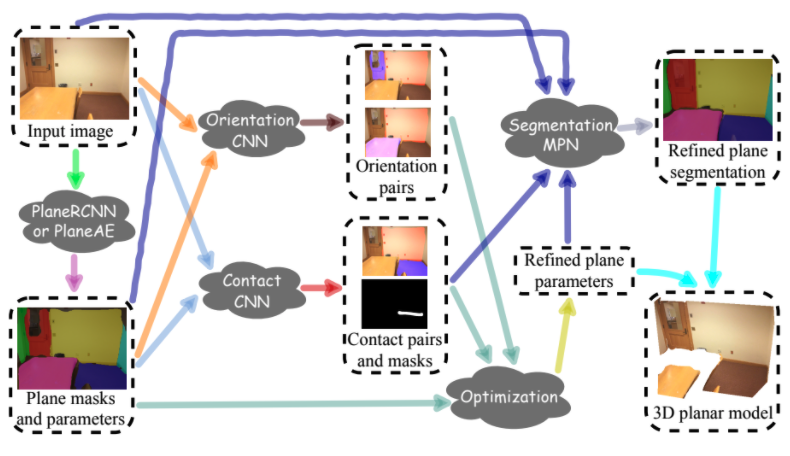 Input image
PlaneRCNN
or PlaneAE
Plane masks
and parameters
Orientation
CNN
Contact
CNN
Orientation
pairs
Contact pairs
and masks
Segmentation
MPN
Refined plane
parameters
Optimization
Refined plane
segmentation
3D planar model